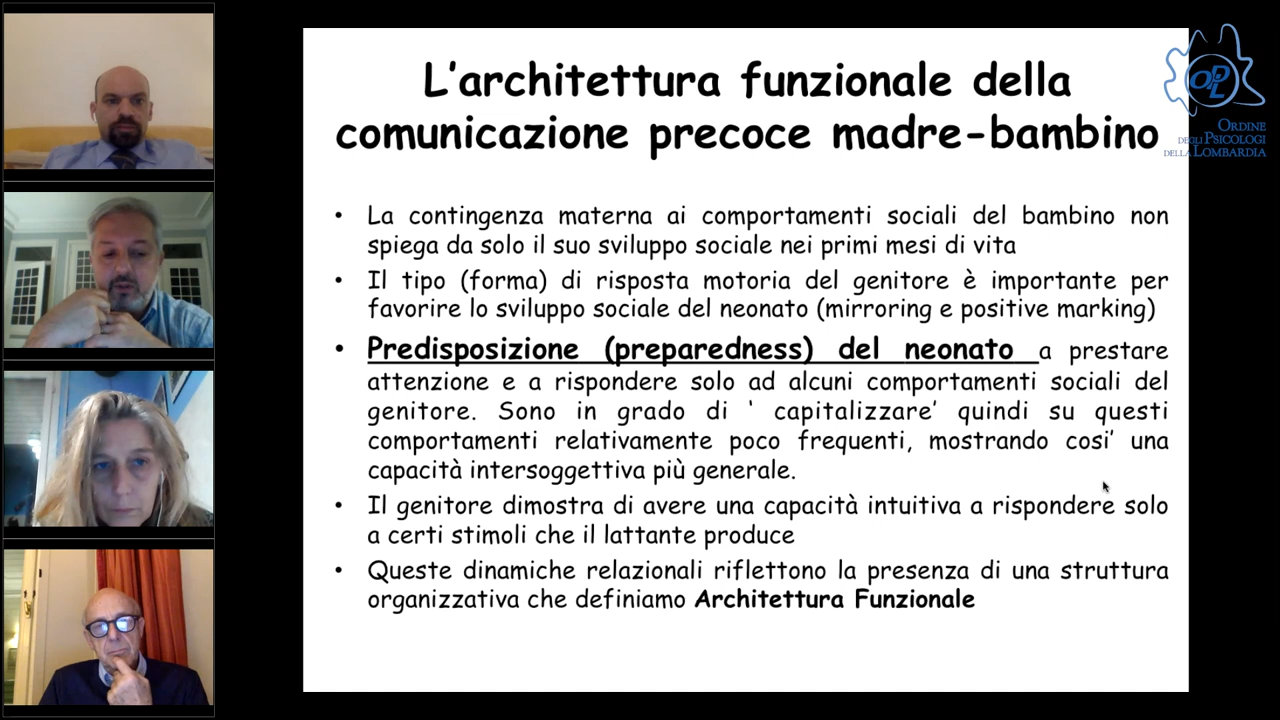 L'architettura funzionale della
comunicazione precoce madre-bambino
OPL
ORDINE
DEGLI PSICOLOGI
DELLA LOMBARDIA
• La contingenza materna ai comportamenti sociali del bambino non
spiega da solo il suo sviluppo sociale nei primi mesi di vita
• Il tipo (forma) di risposta motoria del genitore è importante per
favorire lo sviluppo sociale del neonato (mirroring e positive marking)
• Predisposizione (preparedness) del neonato a prestare
attenzione e a rispondere solo ad alcuni comportamenti sociali del
genitore. Sono in grado di ‘ capitalizzare’ quindi su questi
comportamenti relativamente poco frequenti, mostrando cosi’ una
capacità intersoggettiva più generale.
• Il genitore dimostra di avere una capacità intuitiva a rispondere solo
a certi stimoli che il lattante produce
• Queste dinamiche relazionali riflettono la presenza di una struttura
organizzativa che definiamo Architettura Funzionale